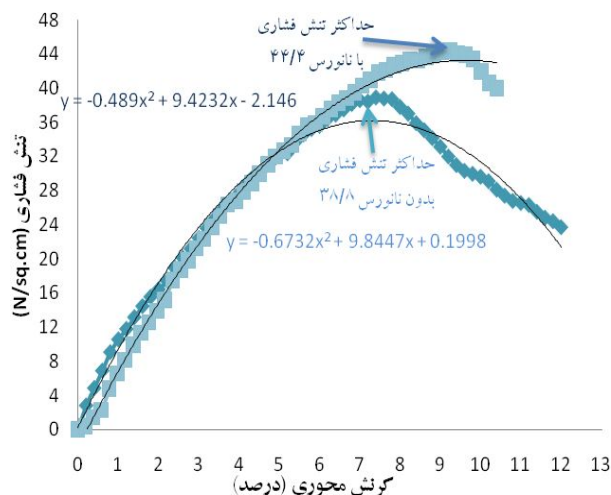 48
44
40
36
32
28
24
20
16
12
8
4
0
تنش فشاری (N/sq.cm)
حداکثر تنش فشاری
با نانورس
۴۴/۴
y = -0.489x² + 9.4232x - 2.146
حداکثر تنش فشاری
بدون نانورس
۳۸/۸
y = -0.6732x² + 9.8447x + 0.1998
0 1 2 3 4 5 6 7 8 9 10 11 12 13
کرنش محوری (درصد)